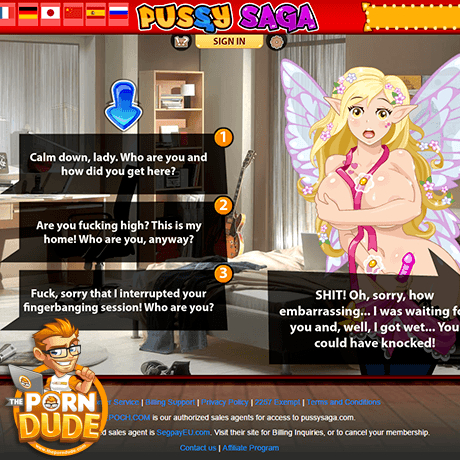 PUSSY SAGA
SIGN IN
1
Calm down, lady. Who are you and
how did you get here?
2
Are you fucking high? This is my
home! Who are you, anyway?
3
Fuck, sorry that I interrupted your
fingerbanging session! Who are you?
SHIT! Oh, sorry, how
embarrassing... I was waiting fo
you and, well, I got wet... You
could have knocked!
THE
PORN
DUDE
Service | Billing Support | Privacy Policy | 2257 Exempt | Terms and Conditions
POCH.COM is our authorized sales agents for access to pussysaga.com.
ed sales agent is SegpayEU.com. Visit their site for Billing Inquiries, or to cancel your membership.
Contact us | Affiliate Program